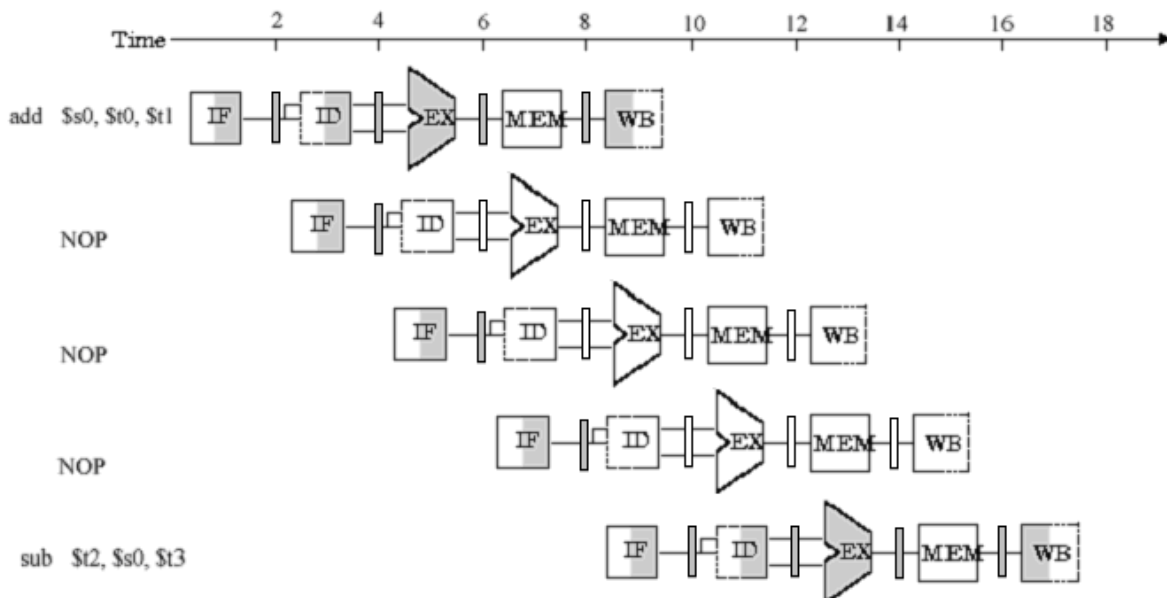 2 4 6 8 10 12 14 16 18
Time
add $s0, $t0, $t1 IF ID EX MEM WB
NOP IF ID EX MEM WB
NOP IF ID EX MEM WB
NOP IF ID EX MEM WB
sub $t2, $s0, $t3 IF ID EX MEM WB